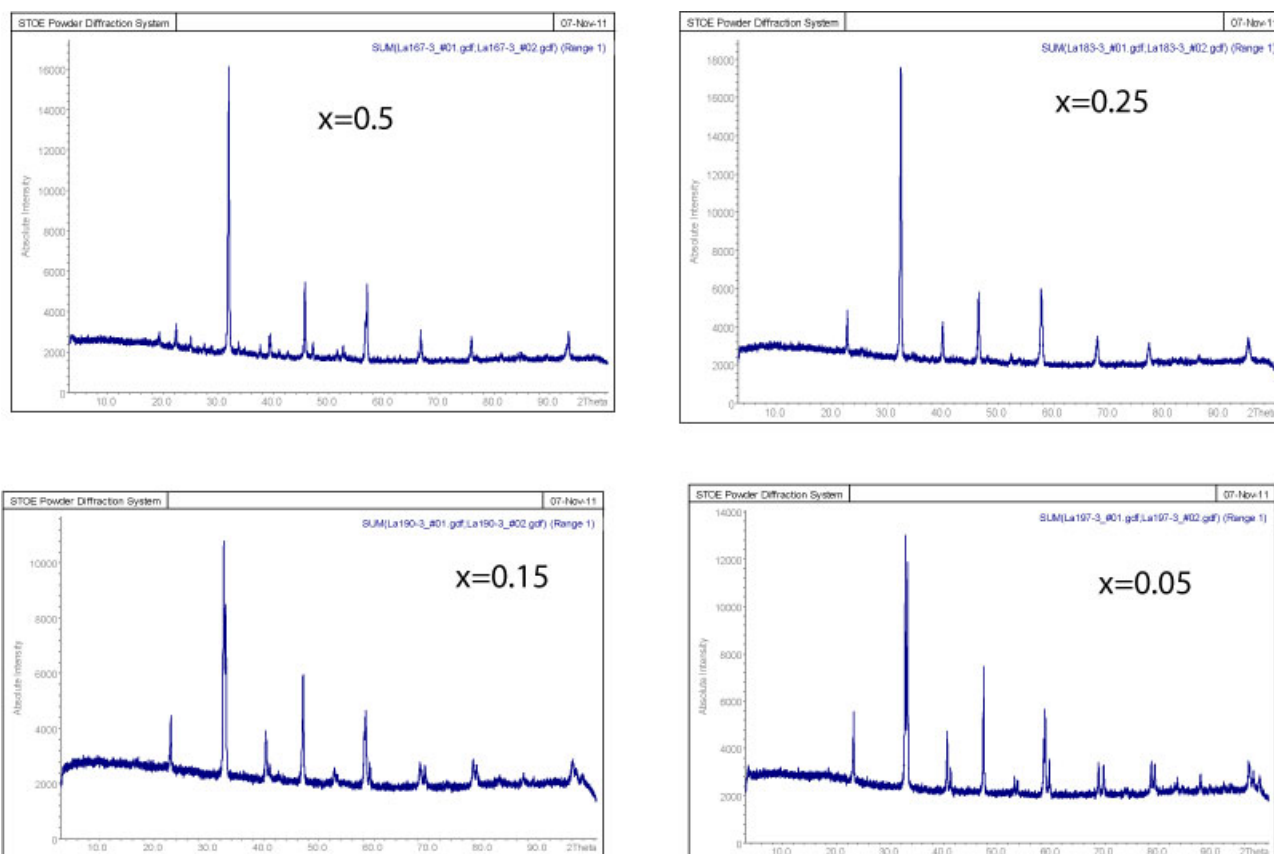 STOE Powder Diffraction System 07-Nov-11
SUM(La167-3_#01.gdf,La167-3_#02.gdf) (Range 1)
x=0.5
Absolute Intensity
16000
14000
12000
10000
8000
6000
4000
2000
0
0 10.0 20.0 30.0 40.0 50.0 60.0 70.0 80.0 90.0 2Theta
STOE Powder Diffraction System 07-Nov-11
SUM(La183-3_#01.gdf,La183-3_#02.gdf) (Range 1)
x=0.25
Absolute Intensity
18000
16000
14000
12000
10000
8000
6000
4000
2000
0
10.0 20.0 30.0 40.0 50.0 60.0 70.0 80.0 90.0 2Theta
STOE Powder Diffraction System 07-Nov-11
SUM(La190-3_#01.gdf,La190-3_#02.gdf) (Range 1)
x=0.15
Absolute Intensity
10000
8000
6000
4000
2000
0
10.0 20.0 30.0 40.0 50.0 60.0 70.0 80.0 90.0 2Theta
STOE Powder Diffraction System 07-Nov-11
SUM(La197-3_#01.gdf,La197-3_#02.gdf) (Range 1)
x=0.05
Absolute Intensity
14000
12000
10000
8000
6000
4000
2000
0
10.0 20.0 30.0 40.0 50.0 60.0 70.0 80.0 90.0 2Theta